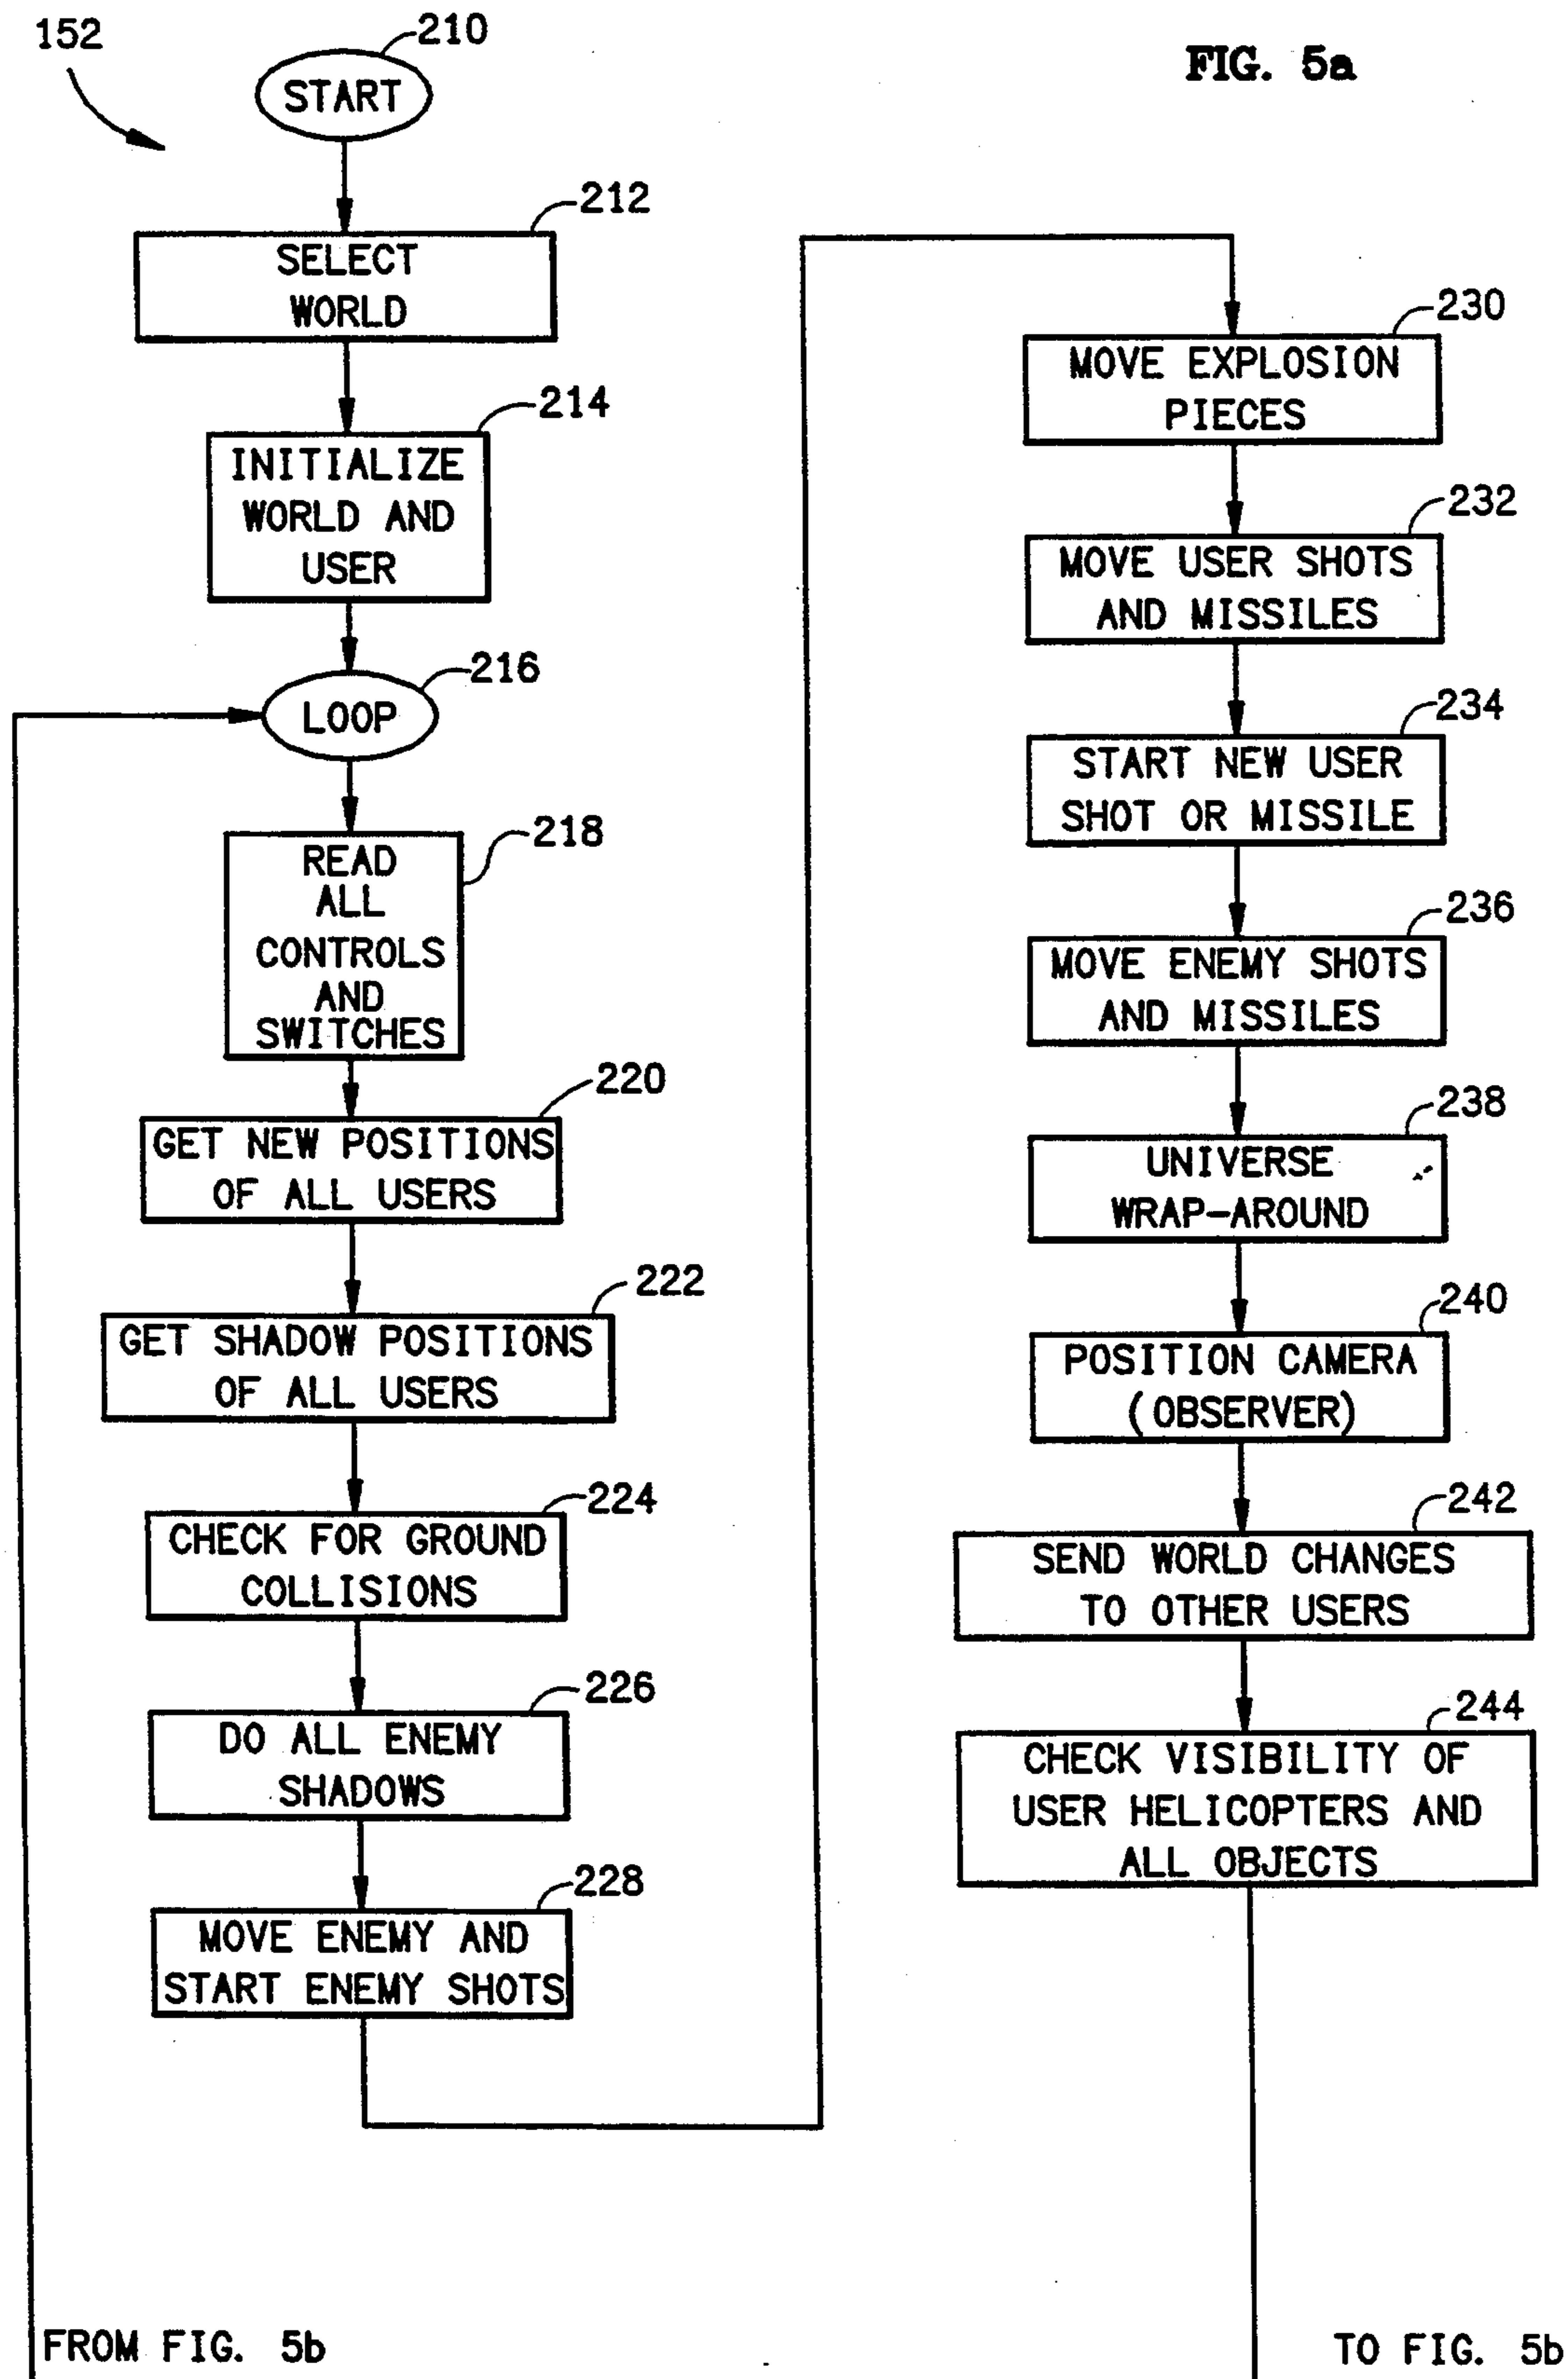 152
210
START
FIG. 5a
212
SELECT
WORLD
214
INITIALIZE
WORLD AND
USER
216
LOOP
218
READ
ALL
CONTROLS
AND
SWITCHES
220
GET NEW POSITIONS
OF ALL USERS
222
GET SHADOW POSITIONS
OF ALL USERS
224
CHECK FOR GROUND
COLLISIONS
226
DO ALL ENEMY
SHADOWS
228
MOVE ENEMY AND
START ENEMY SHOTS
230
MOVE EXPLOSION
PIECES
232
MOVE USER SHOTS
AND MISSILES
234
START NEW USER
SHOT OR MISSILE
236
MOVE ENEMY SHOTS
AND MISSILES
238
UNIVERSE
WRAP-AROUND
240
POSITION CAMERA
(OBSERVER)
242
SEND WORLD CHANGES
TO OTHER USERS
244
CHECK VISIBILITY OF
USER HELICOPTERS AND
ALL OBJECTS
FROM FIG. 5b
TO FIG. 5b